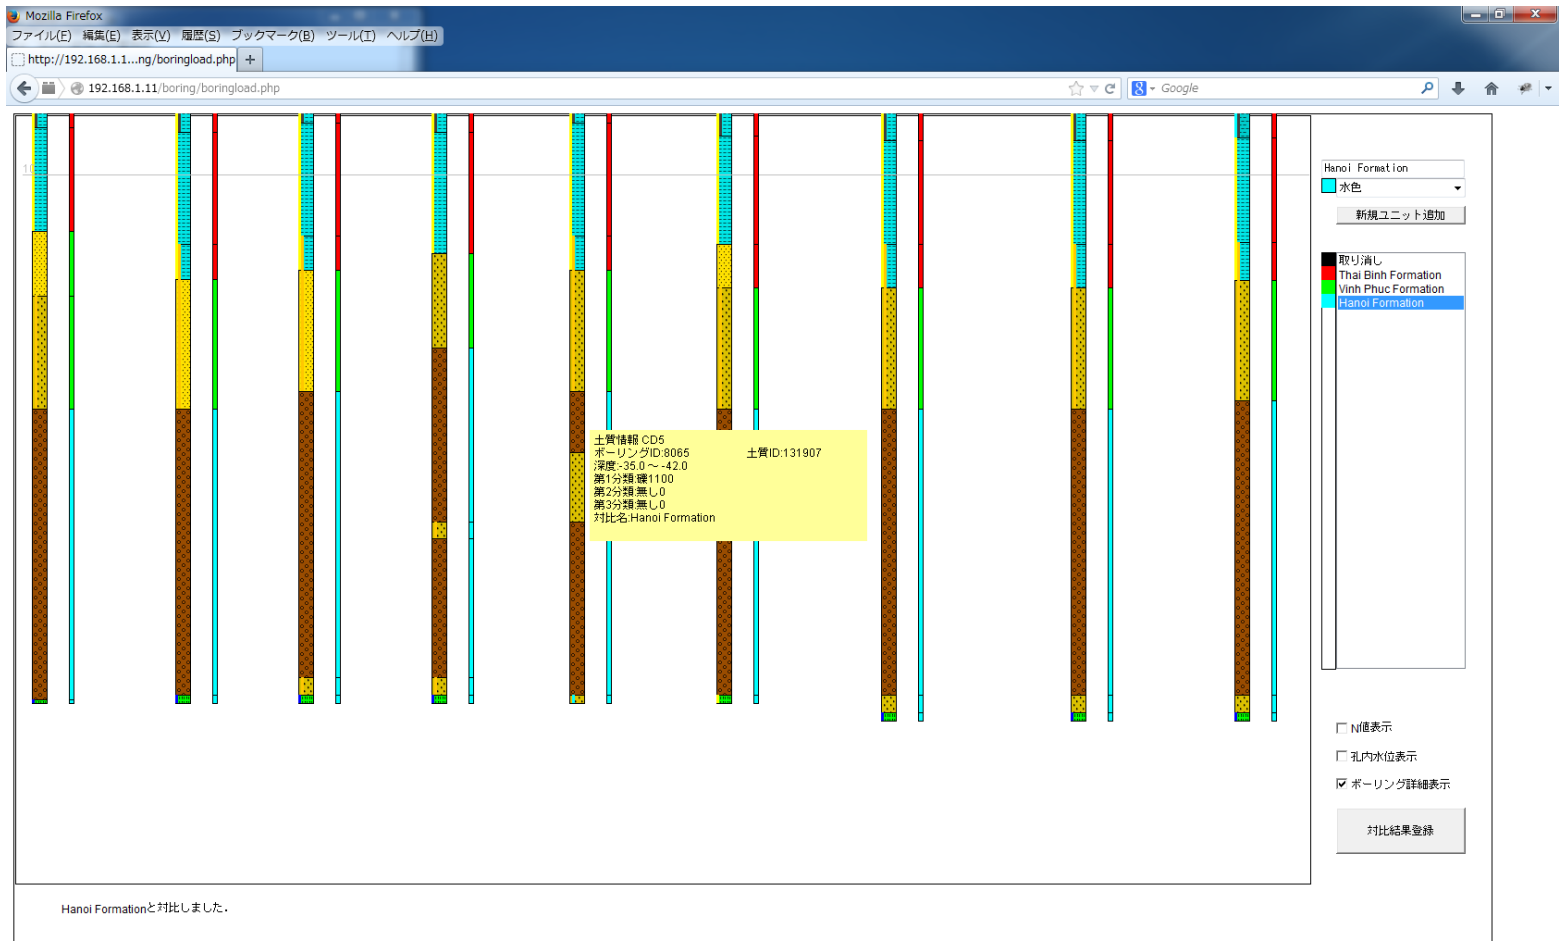 Mozilla Firefox
ファイル(F) 編集(E) 表示(V) 履歴(S) ブックマーク(B) ツール(T) ヘルプ(H)
http://192.168.1.1...ng/boringload.php +
192.168.1.11/boring/boringload.php
Google
10
Hanoi Formation
水色
新規ユニット追加
取り消し
Thai Binh Formation
Vinh Phuc Formation
Hanoi Formation
土質情報 CD5
ボーリングID:8065 土質ID:131907
深度:-35.0～-42.0
第1分類:礫1100
第2分類:無し0
第3分類:無し0
対比名:Hanoi Formation
N値表示
孔内水位表示
ボーリング詳細表示
対比結果登録
Hanoi Formationと対比しました.